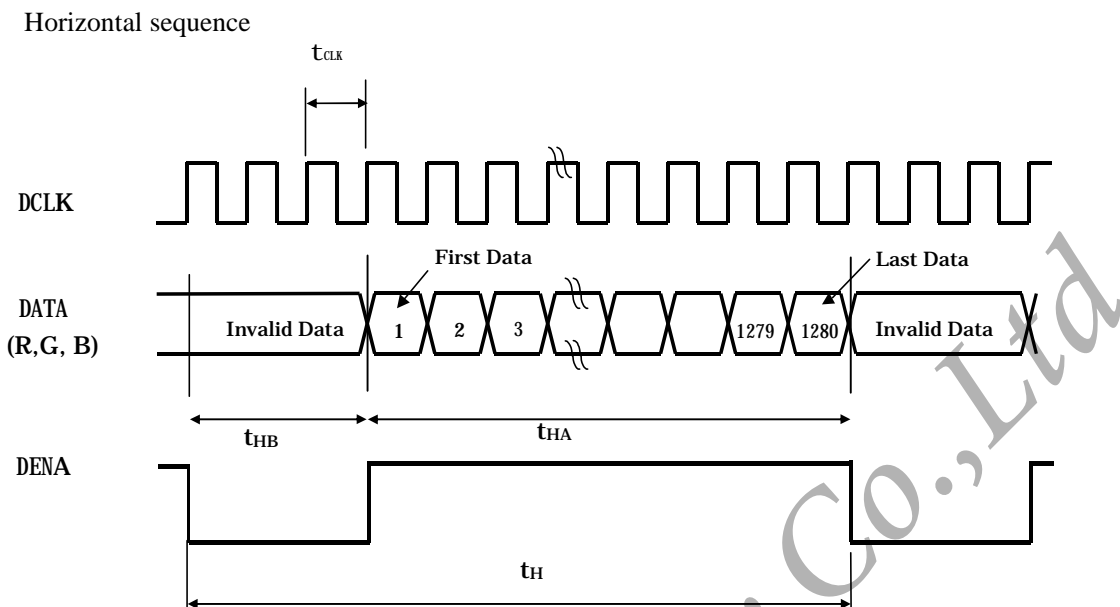 Horizontal sequence
tCLK
DCLK
First Data
Last Data
DATA
(R,G, B)
Invalid Data 1 2 3 1279 1280 Invalid Data
tHB
tHA
DENA
tH
, Co.,Ltd